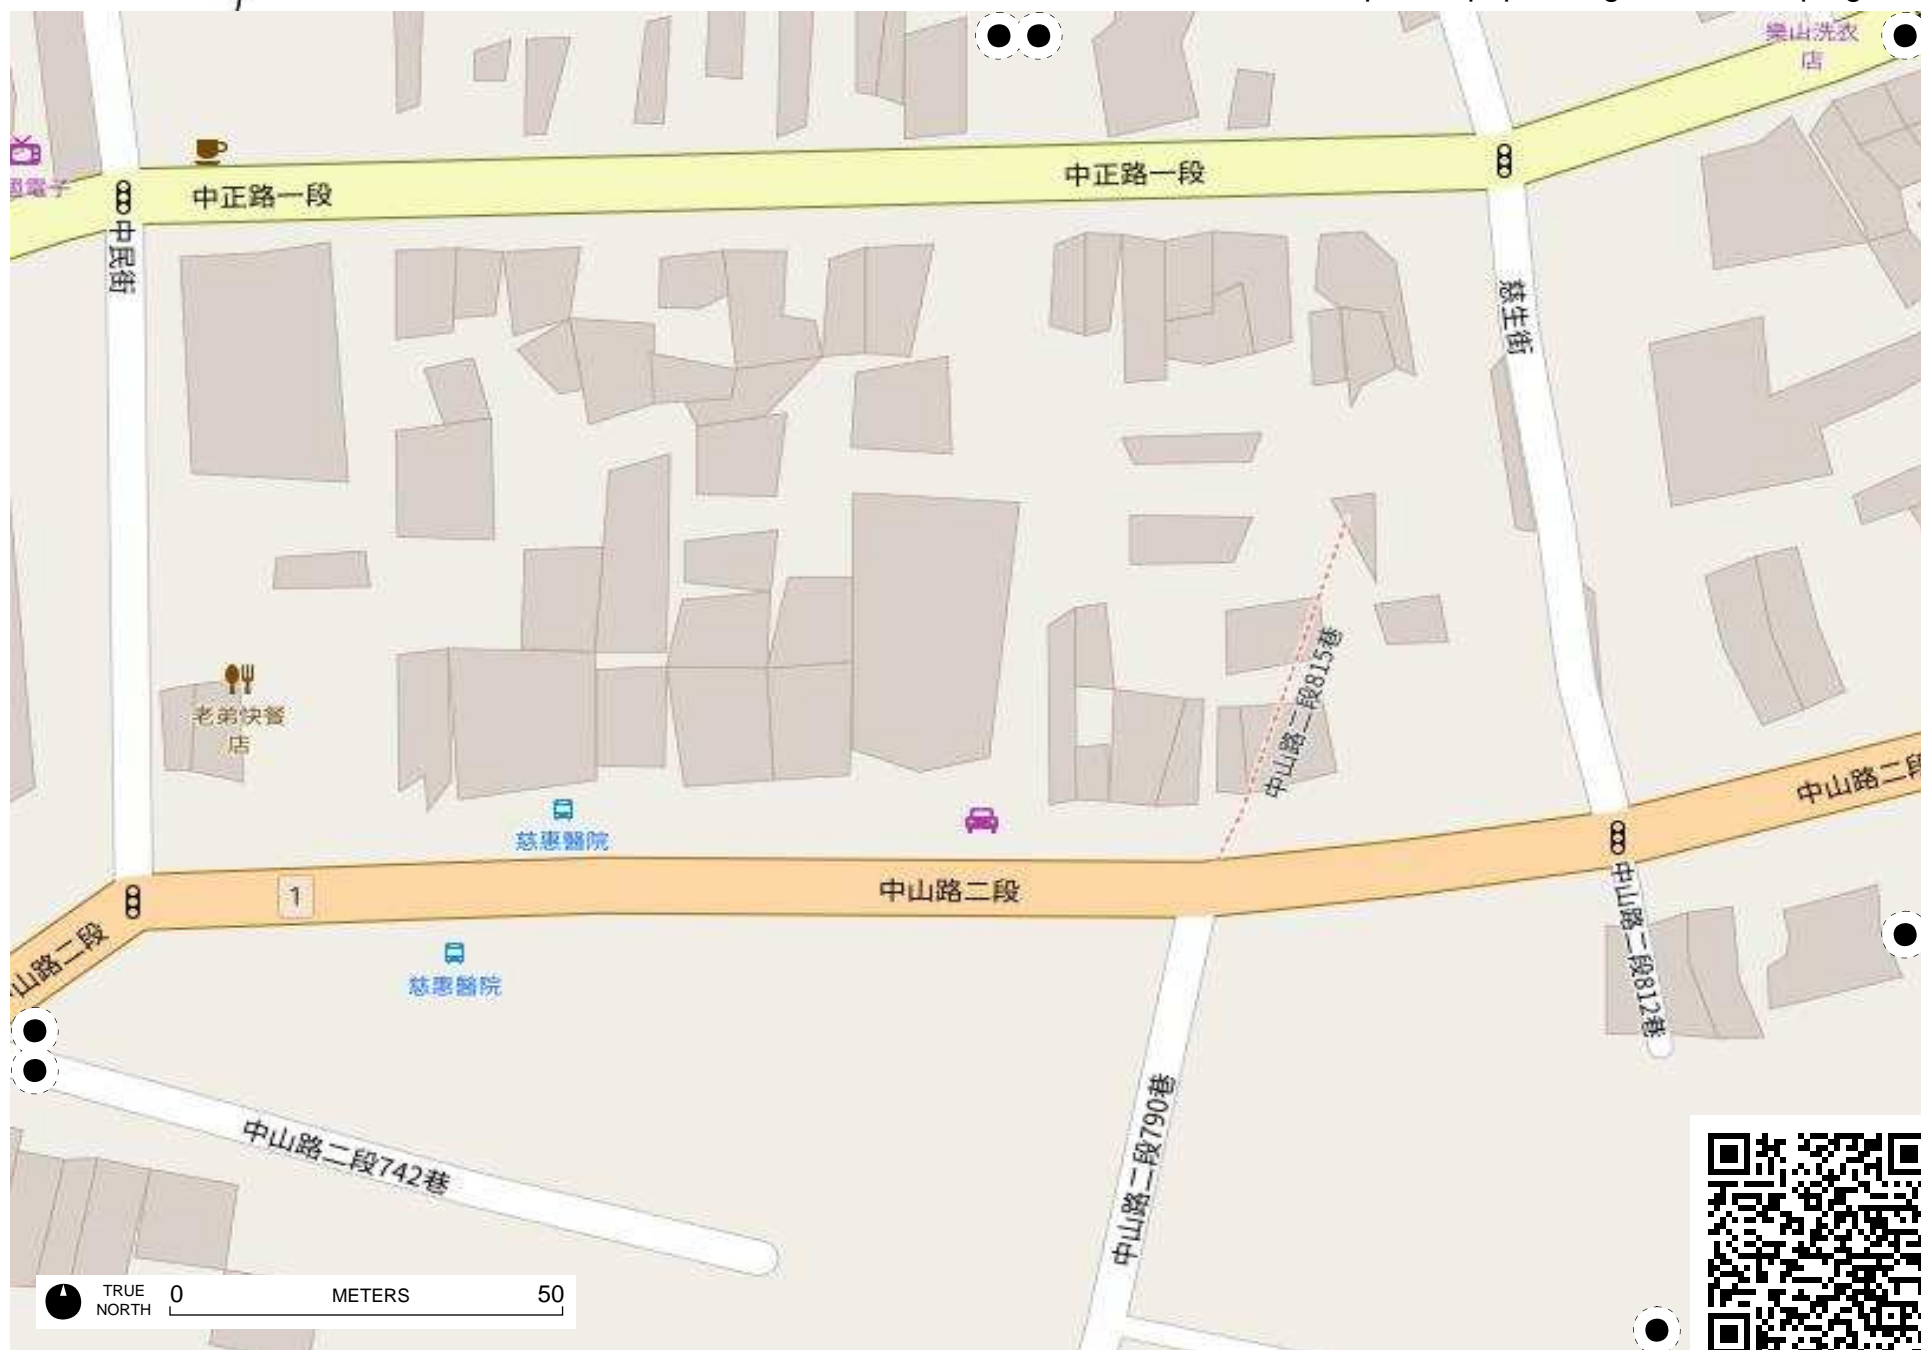 樂山洗衣
店
電子
中正路一段
中正路一段
中民街
慈生街
老弟快餐
店
中山路二段815巷
慈惠醫院
中山路二段
中山路二段
1
山路二段
慈惠醫院
中山路二段812巷
中山路二段790巷
中山路二段742巷
TRUE
NORTH
0 METERS 50